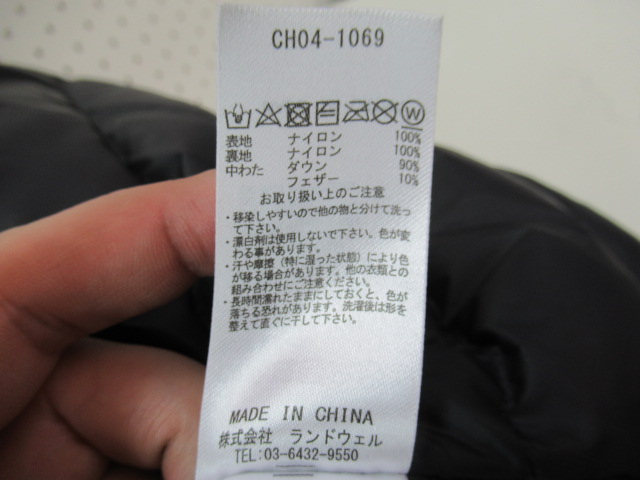 CH04-1069
W
表地 ナイロン 100%
裏地 ナイロン 100%
中わた ダウン 90%
フェザー 10%
お取り扱い上のご注意
・移染しやすいので他の物と分けて洗っ
て下さい。
・漂白剤は使用しないで下さい。色が変
わる事があります。
・汗や摩擦（特に湿った状態）により色
が移る場合があります。他の衣類との
組み合わせにご注意ください。
・長時間濡れたままにしておくと、色が
落ちる恐れがあります。洗濯後は形を
整えて直ぐに干して下さい。
MADE IN CHINA
株式会社 ランドウェル
TEL:03-6432-9550